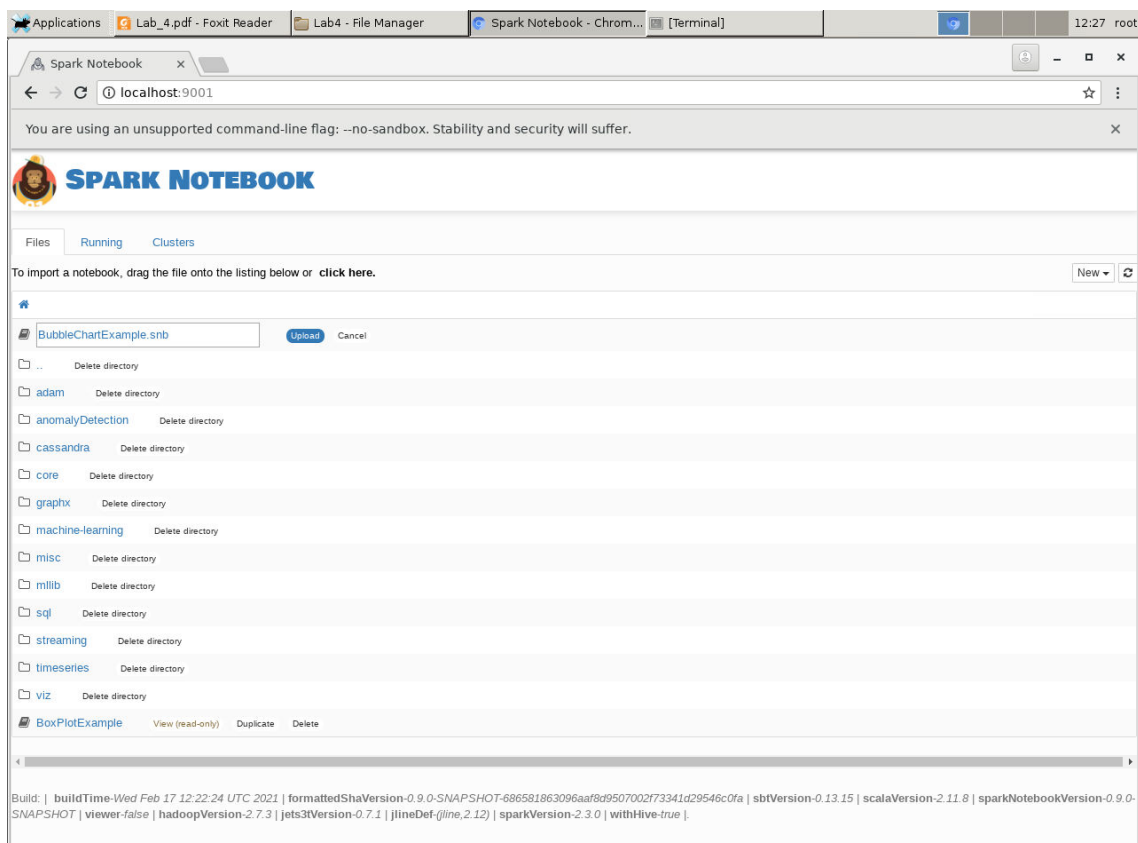 Applications Lab_4.pdf - Foxit Reader Lab4 - File Manager Spark Notebook - Chrom... [Terminal] 12:27 root
Spark Notebook
localhost:9001
You are using an unsupported command-line flag: --no-sandbox. Stability and security will suffer.
SPARK NOTEBOOK
Files Running Clusters
To import a notebook, drag the file onto the listing below or click here. New
BubbleChartExample.snb Upload Cancel
.. Delete directory
adam Delete directory
anomalyDetection Delete directory
cassandra Delete directory
core Delete directory
graphx Delete directory
machine-learning Delete directory
misc Delete directory
mllib Delete directory
sql Delete directory
streaming Delete directory
timeseries Delete directory
viz Delete directory
BoxPlotExample View (read-only) Duplicate Delete
Build: | buildTime-Wed Feb 17 12:22:24 UTC 2021 | formattedShaVersion-0.9.0-SNAPSHOT-686581863096aaf8d9507002f73341d29546c0fa | sbtVersion-0.13.15 | scalaVersion-2.11.8 | sparkNotebookVersion-0.9.0-
SNAPSHOT | viewer-false | hadoopVersion-2.7.3 | jets3tVersion-0.7.1 | jlineDef-(jline,2.12) | sparkVersion-2.3.0 | withHive-true |.